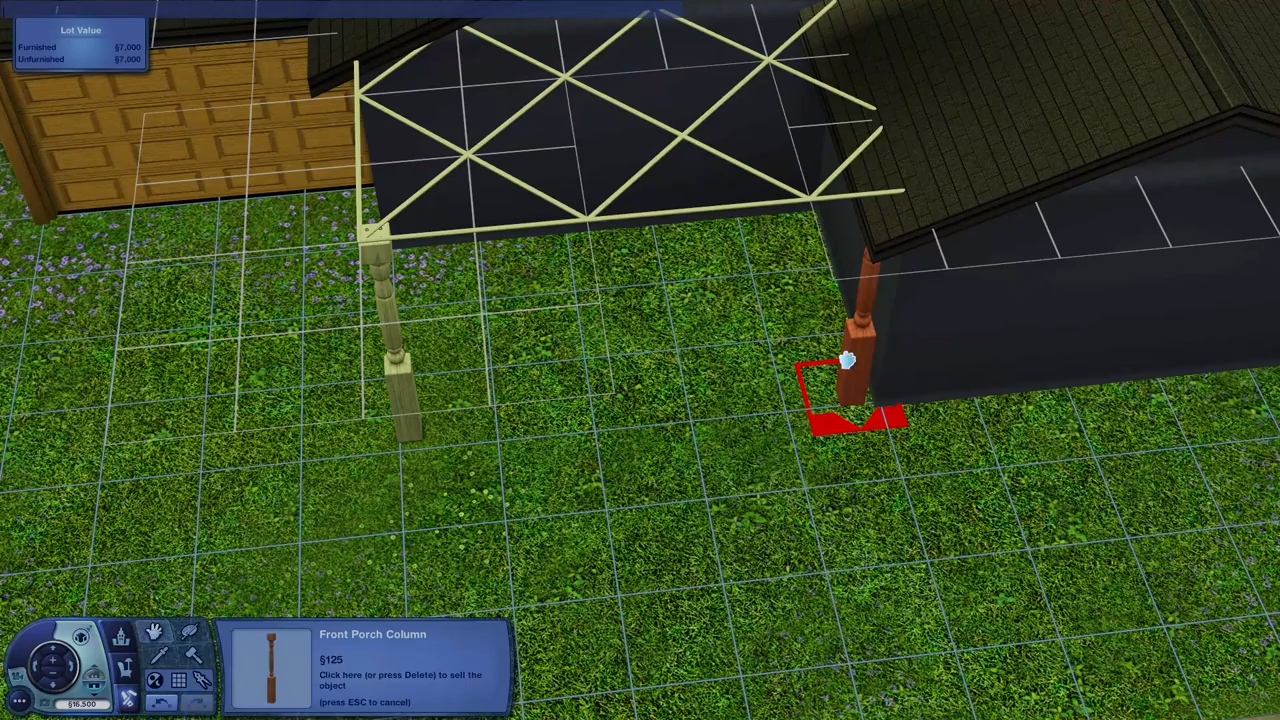 Lot Value
Furnished §7,000
Unfurnished §7,000
Front Porch Column
§125
Click here (or press Delete) to sell the
object
(press ESC to cancel)
§16,500